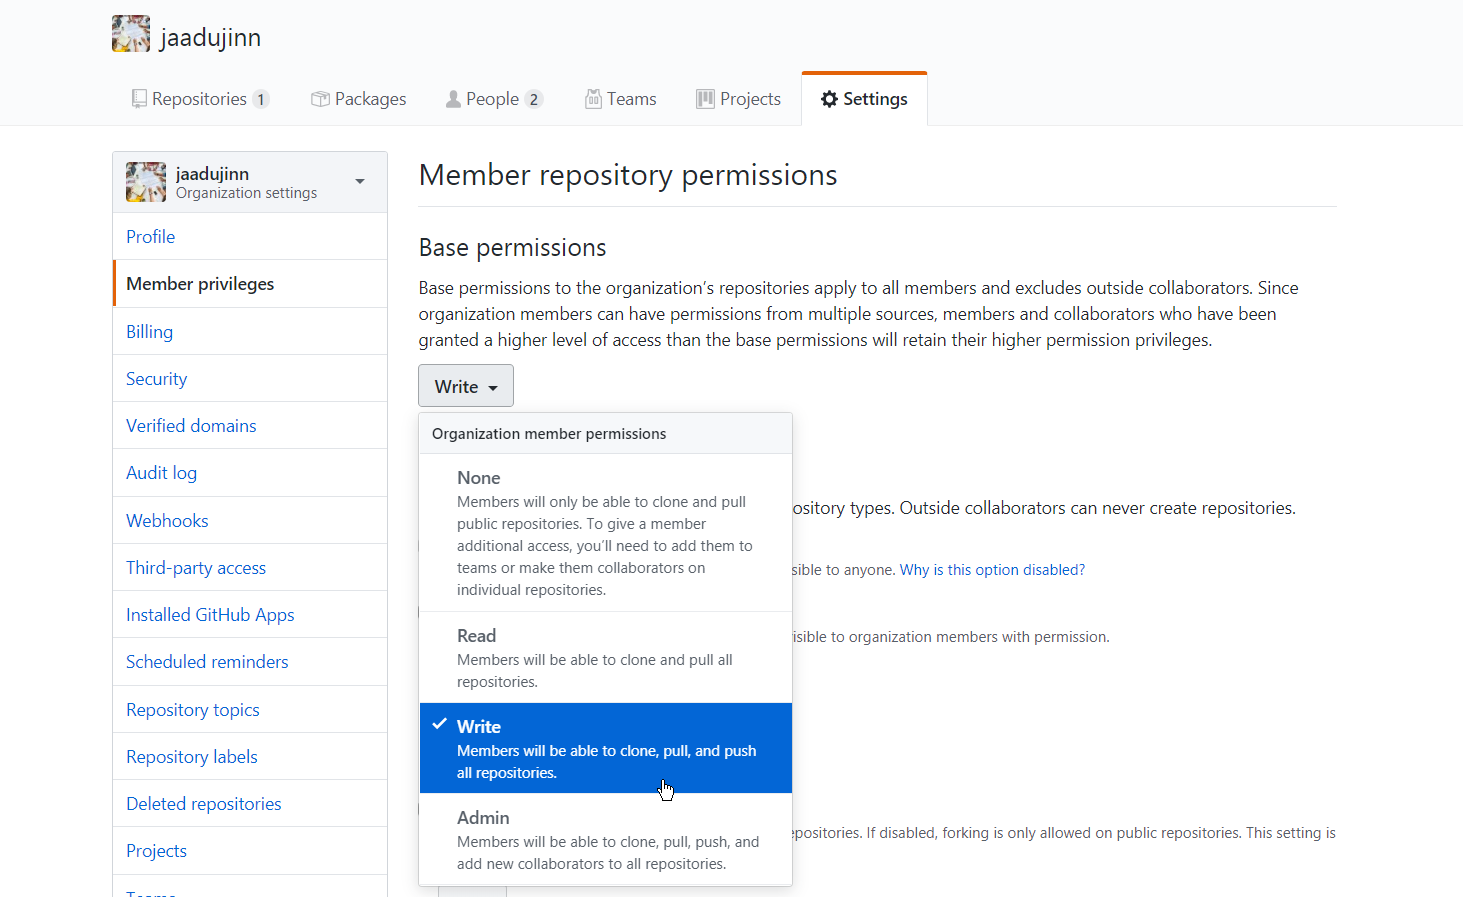 jaadujinn
Repositories 1 Packages People 2 Teams Projects Settings
jaadujinn
Organization settings
Profile
Member privileges
Billing
Security
Verified domains
Audit log
Webhooks
Third-party access
Installed GitHub Apps
Scheduled reminders
Repository topics
Repository labels
Deleted repositories
Projects
Member repository permissions
Base permissions
Base permissions to the organization's repositories apply to all members and excludes outside collaborators. Since
organization members can have permissions from multiple sources, members and collaborators who have been
granted a higher level of access than the base permissions will retain their higher permission privileges.
Write
Organization member permissions
None
Members will only be able to clone and pull
public repositories. To give a member
additional access, you'll need to add them to
teams or make them collaborators on
individual repositories.
Read
Members will be able to clone and pull all
repositories.
Write
Members will be able to clone, pull, and push
all repositories.
Admin
Members will be able to clone, pull, push, and
add new collaborators to all repositories.
ository types. Outside collaborators can never create repositories.
sible to anyone. Why is this option disabled?
isible to organization members with permission.
epositories. If disabled, forking is only allowed on public repositories. This setting is